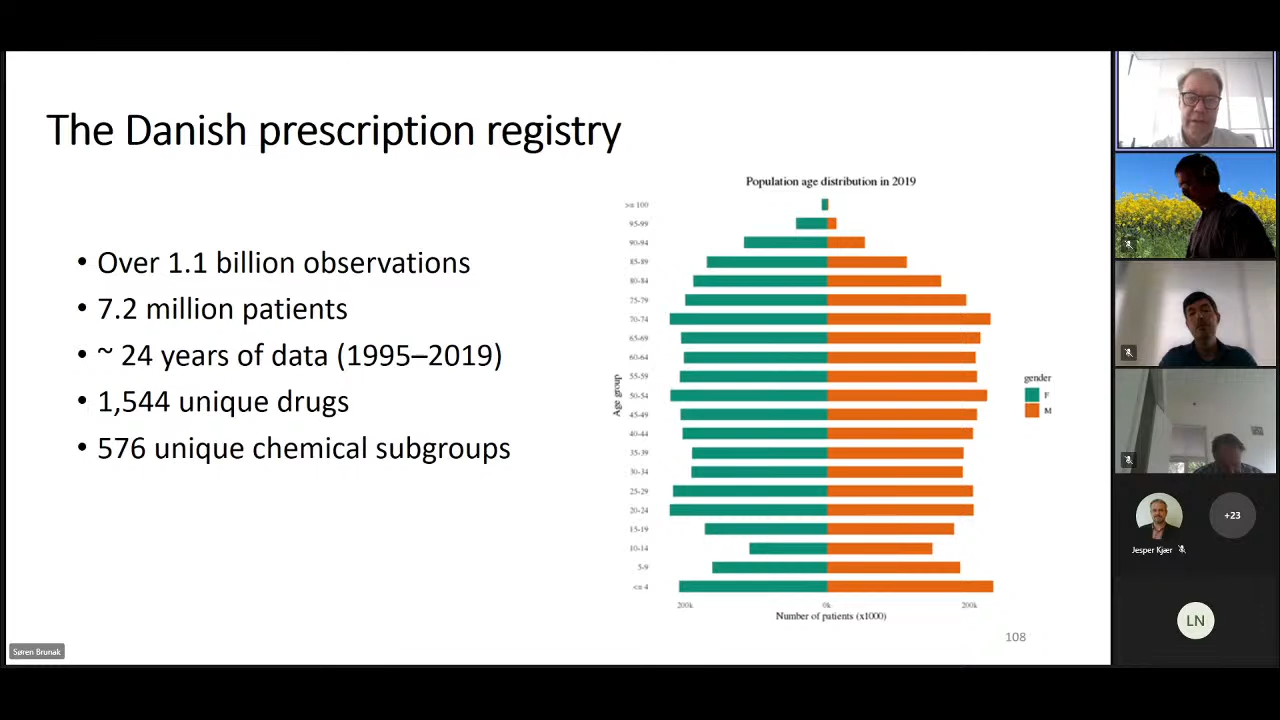 The Danish prescription registry
• Over 1.1 billion observations
• 7.2 million patients
• ~ 24 years of data (1995–2019)
• 1,544 unique drugs
• 576 unique chemical subgroups
Population age distribution in 2019
>= 100
95-99
90-94
85-89
80-84
75-79
70-74
65-69
60-64
55-59
50-54
45-49
40-44
35-39
30-34
25-29
20-24
15-19
10-14
5-9
<= 4
Age group
200k 0k 200k
Number of patients (x1000)
gender
F
M
108
Søren Brunak
+23
Jesper Kjær
LN